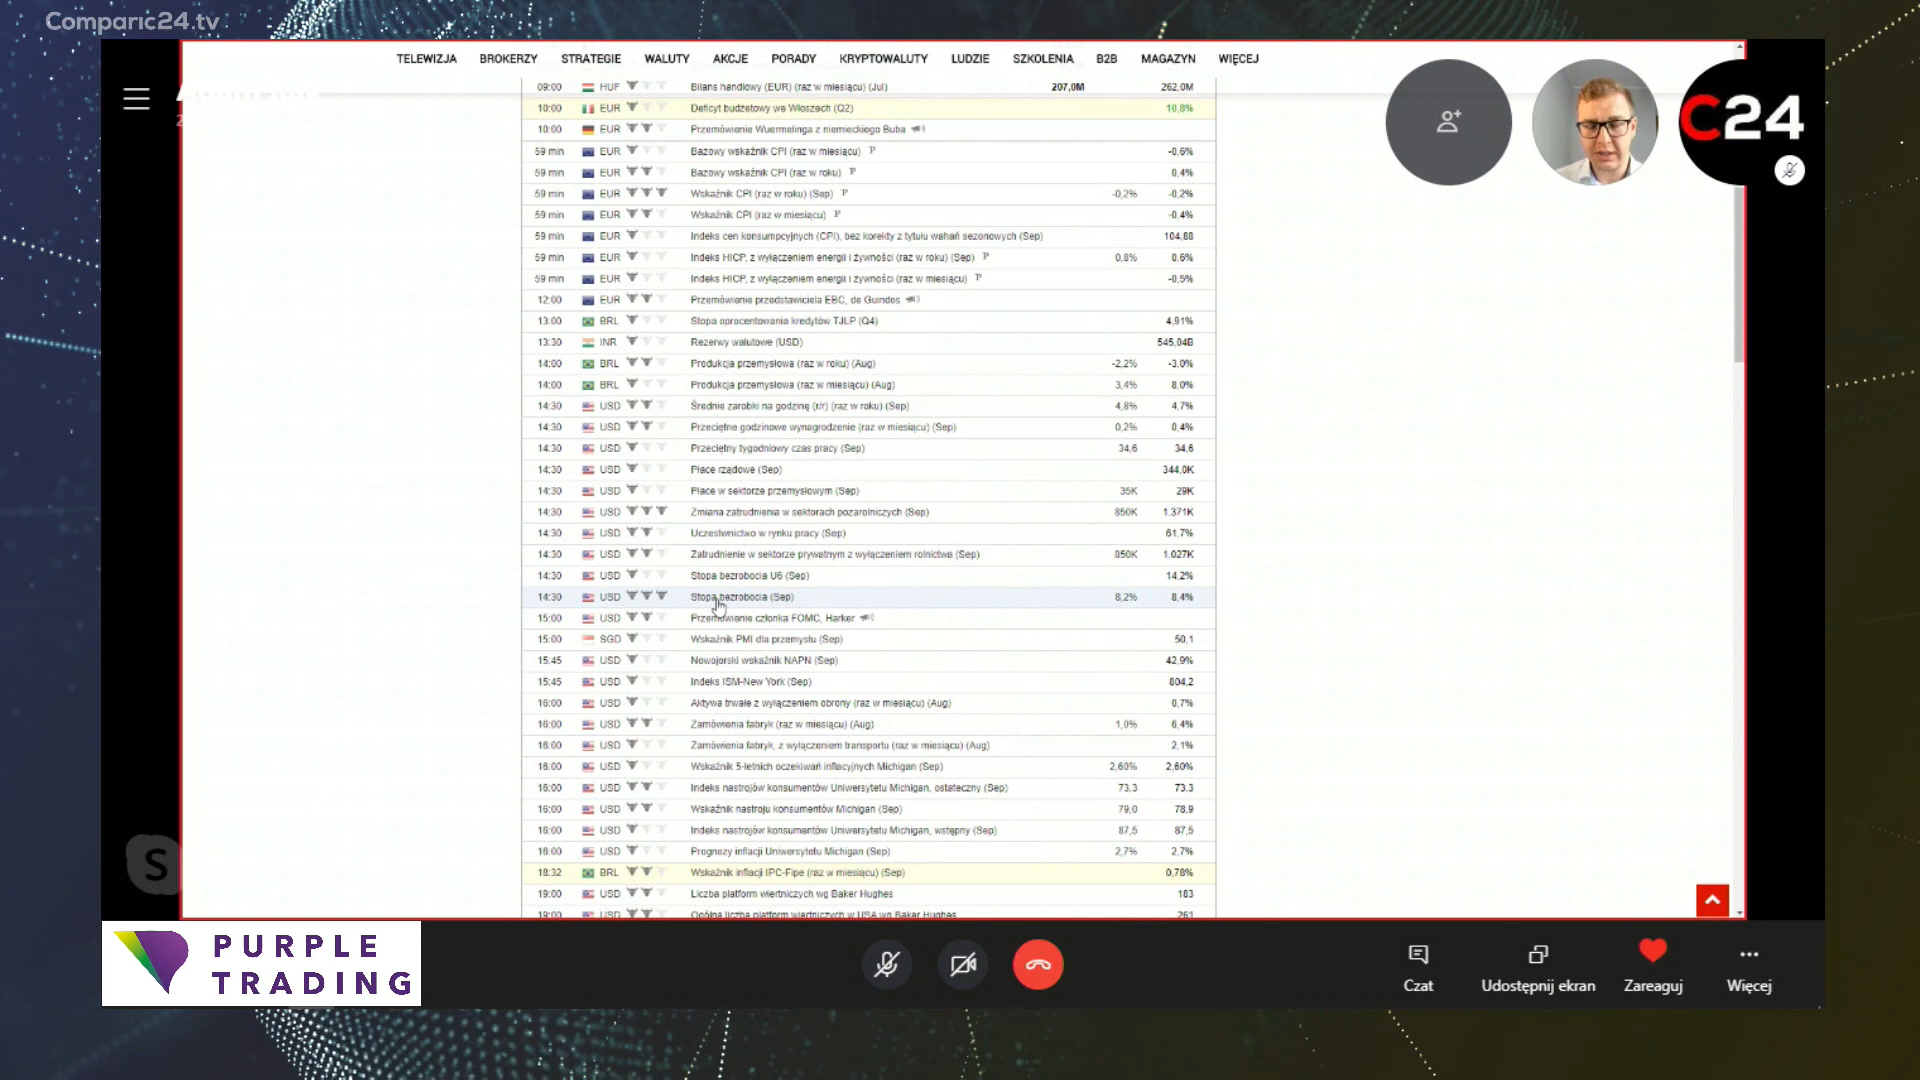 Comparic24.tv
TELEWIZJA BROKERZY STRATEGIE WALUTY AKCJE PORADY KRYPTOWALUTY LUDZIE SZKOLENIA B2B MAGAZYN WIĘCEJ
09:00 HUF Bilans handlowy (EUR) (raz w miesiącu) (Jul) 207,0M 262,0M
10:00 EUR Deficyt budżetowy we Włoszech (Q2) 10,8%
10:00 EUR Przemówienie Wuermelinga z niemieckiego Buba
59 min EUR Bazowy wskaźnik CPI (raz w miesiącu) P -0,6%
59 min EUR Bazowy wskaźnik CPI (raz w roku) P 0,4%
59 min EUR Wskaźnik CPI (raz w roku) (Sep) P -0,2% -0,2%
59 min EUR Wskaźnik CPI (raz w miesiącu) P -0,4%
59 min EUR Indeks cen konsumpcyjnych (CPI), bez korekty z tytułu wahań sezonowych (Sep) 104,88
59 min EUR Indeks HICP, z wyłączeniem energii i żywności (raz w roku) (Sep) P 0,8% 0,6%
59 min EUR Indeks HICP, z wyłączeniem energii i żywności (raz w miesiącu) P -0,5%
12:00 EUR Przemówienie przedstawiciela EBC, de Guindos
13:00 BRL Stopa oprocentowania kredytów TJLP (Q4) 4,91%
13:30 INR Rezerwy walutowe (USD) 545,04B
14:00 BRL Produkcja przemysłowa (raz w roku) (Aug) -2,2% -3,0%
14:00 BRL Produkcja przemysłowa (raz w miesiącu) (Aug) 3,4% 8,0%
14:30 USD Średnie zarobki na godzinę (r/r) (raz w roku) (Sep) 4,8% 4,7%
14:30 USD Przeciętne godzinowe wynagrodzenie (raz w miesiącu) (Sep) 0,2% 0,4%
14:30 USD Przeciętny tygodniowy czas pracy (Sep) 34,6 34,6
14:30 USD Płace rządowe (Sep) 344,0K
14:30 USD Płace w sektorze przemysłowym (Sep) 35K 29K
14:30 USD Zmiana zatrudnienia w sektorach pozarolniczych (Sep) 850K 1.371K
14:30 USD Uczestnictwo w rynku pracy (Sep) 61,7%
14:30 USD Zatrudnienie w sektorze prywatnym z wyłączeniem rolnictwa (Sep) 850K 1.027K
14:30 USD Stopa bezrobocia U6 (Sep) 14,2%
14:30 USD Stopa bezrobocia (Sep) 8,2% 8,4%
15:00 USD Przemówienie członka FOMC, Harker
15:00 SGD Wskaźnik PMI dla przemysłu (Sep) 50,1
15:45 USD Nowojorski wskaźnik NAPN (Sep) 42,9%
15:45 USD Indeks ISM-New York (Sep) 804,2
16:00 USD Aktywa trwałe z wyłączeniem obrony (raz w miesiącu) (Aug) 0,7%
16:00 USD Zamówienia fabryk (raz w miesiącu) (Aug) 1,0% 6,4%
16:00 USD Zamówienia fabryk, z wyłączeniem transportu (raz w miesiącu) (Aug) 2,1%
16:00 USD Wskaźnik 5-letnich oczekiwań inflacyjnych Michigan (Sep) 2,60% 2,60%
16:00 USD Indeks nastrojów konsumentów Uniwersytetu Michigan, ostateczny (Sep) 73,3 73,3
16:00 USD Wskaźnik nastroju konsumentów Michigan (Sep) 79,0 78,9
16:00 USD Indeks nastrojów konsumentów Uniwersytetu Michigan, wstępny (Sep) 87,5 87,5
16:00 USD Prognozy inflacji Uniwersytetu Michigan (Sep) 2,7% 2,7%
18:32 BRL Wskaźnik inflacji IPC-Fipe (raz w miesiącu) (Sep) 0,78%
19:00 USD Liczba platform wiertniczych wg Baker Hughes 183
19:00 USD Ogólna liczba platform wiertniczych w USA wg Baker Hughes 261
C24
S
PURPLE
TRADING
Czat Udostępnij ekran Zareaguj Więcej